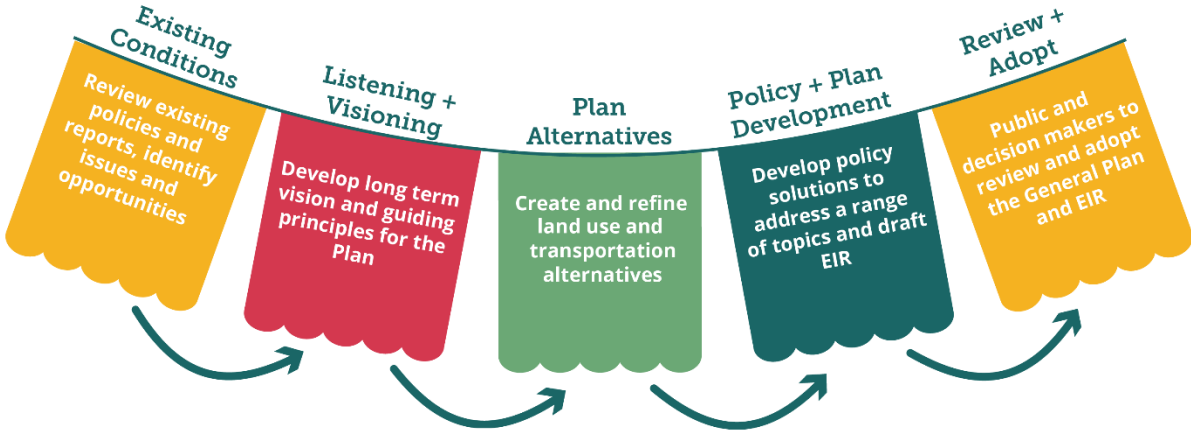 Existing
Conditions
Review existing
policies and
reports, identify
issues and
opportunities
Listening +
Visioning
Develop long term
vision and guiding
principles for the
Plan
Plan
Alternatives
Create and refine
land use and
transportation
alternatives
Policy + Plan
Development
Develop policy
solutions to
address a range
of topics and draft
EIR
Review +
Adopt
Public and
decision makers to
review and adopt
the General Plan
and EIR